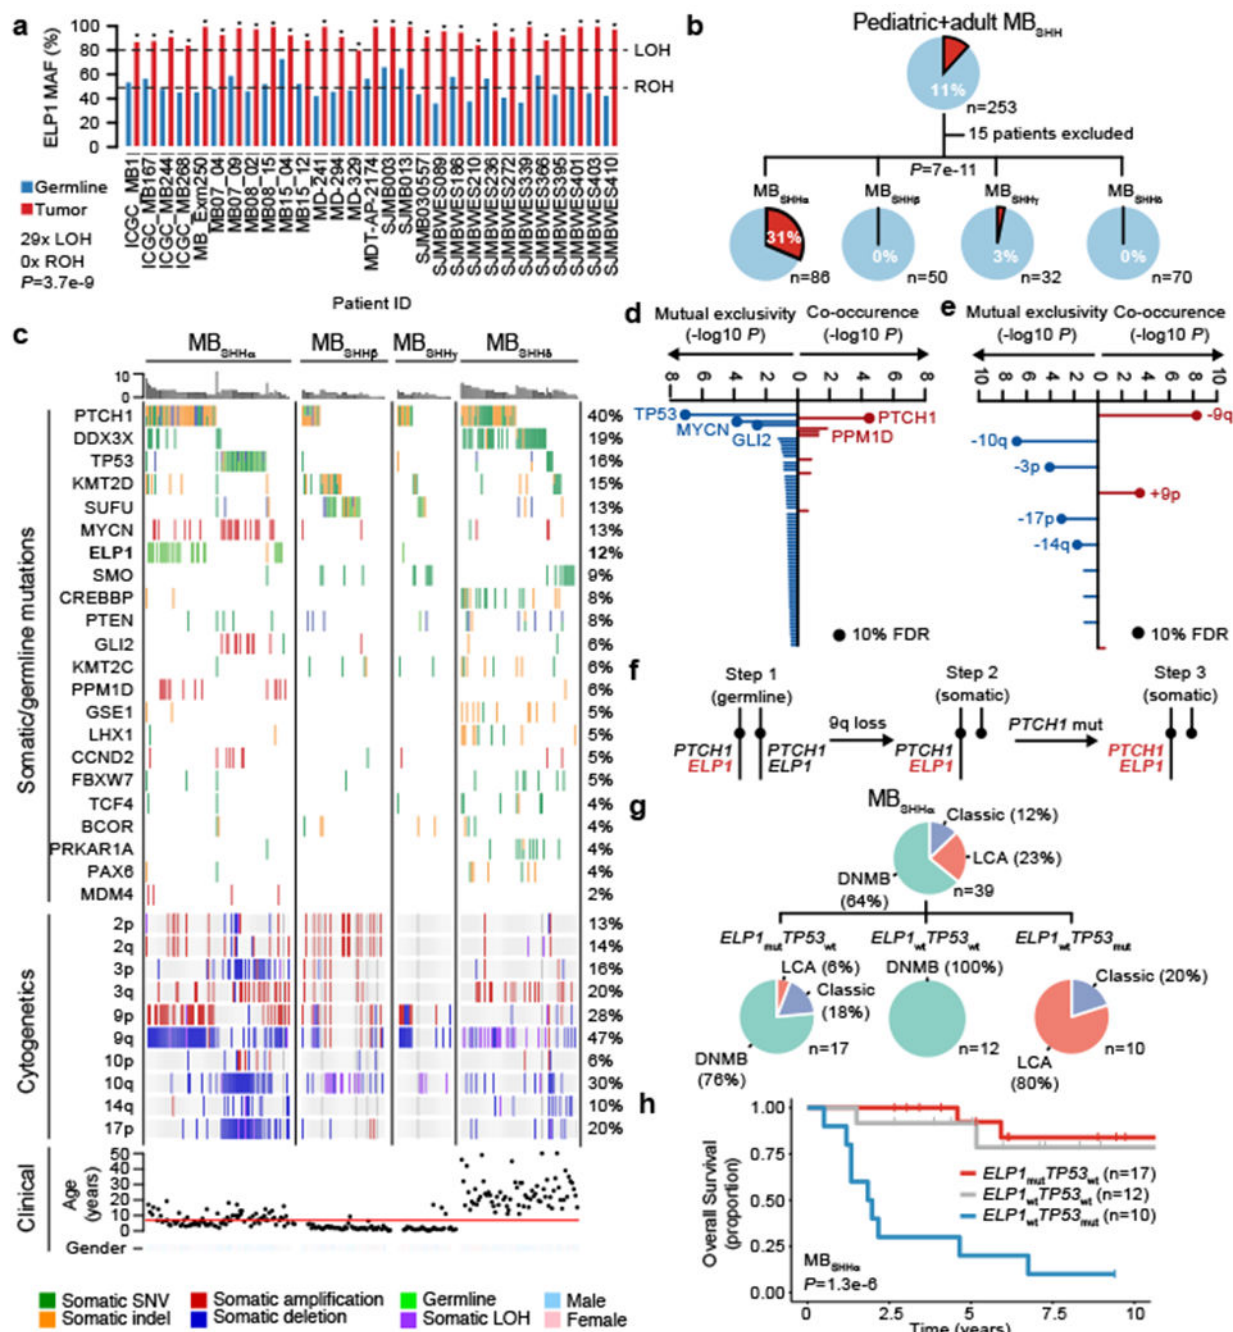 a
ELP1 MAF (%)
100
80
60
40
20
0
LOH
ROH
Germline
Tumor
29x LOH
0x ROH
P=3.7e-9
ICGC_MB1
ICGC_MB167
ICGC_MB244
ICGC_MB268
MB_Exm250
MB07_04
MB07_09
MB08_02
MB08_15
MB15_04
MB15_12
MD-241
MD-294
MD-329
MDT-AP-2174
SJMB003
SJMB013
SJMB030557
SJMBWES089
SJMBWES186
SJMBWES210
SJMBWES236
SJMBWES272
SJMBWES339
SJMBWES366
SJMBWES395
SJMBWES401
SJMBWES403
SJMBWES410
Patient ID
b
Pediatric+adult MBSHH
11%
n=253
15 patients excluded
P=7e-11
MBSHHα
31%
n=86
MBSHHβ
0%
n=50
MBSHHγ
3%
n=32
MBSHHδ
0%
n=70
c
MBSHHα
MBSHHβ
MBSHHγ
MBSHHδ
10
0
Somatic/germline mutations
PTCH1 40%
DDX3X 19%
TP53 16%
KMT2D 15%
SUFU 13%
MYCN 13%
ELP1 12%
SMO 9%
CREBBP 8%
PTEN 8%
GLI2 6%
KMT2C 6%
PPM1D 6%
GSE1 5%
LHX1 5%
CCND2 5%
FBXW7 5%
TCF4 4%
BCOR 4%
PRKAR1A 4%
PAX6 4%
MDM4 2%
Cytogenetics
2p 13%
2q 14%
3p 16%
3q 20%
9p 28%
9q 47%
10p 6%
10q 30%
14q 10%
17p 20%
Clinical
Age
(years)
50
40
30
20
10
0
Gender
Somatic SNV
Somatic indel
Somatic amplification
Somatic deletion
Germline
Somatic LOH
Male
Female
d
Mutual exclusivity
(-log10 P)
Co-occurence
(-log10 P)
8 6 4 2 0 2 4 6 8
TP53
MYCN
GLI2
PTCH1
PPM1D
10% FDR
e
Mutual exclusivity
(-log10 P)
Co-occurrence
(-log10 P)
10 8 6 4 2 0 2 4 6 8 10
-9q
-10q
-3p
+9p
-17p
-14q
10% FDR
f
Step 1
(germline)
PTCH1
ELP1
PTCH1
ELP1
9q loss
Step 2
(somatic)
PTCH1
ELP1
PTCH1 mut
Step 3
(somatic)
PTCH1
ELP1
g
MBSHHα
Classic (12%)
LCA (23%)
DNMB
(64%)
n=39
ELP1mutTP53wt
LCA (6%)
Classic
(18%)
n=17
DNMB
(76%)
ELP1wtTP53wt
DNMB (100%)
n=12
ELP1wtTP53mut
Classic (20%)
n=10
LCA
(80%)
h
Overall Survival
(proportion)
1.00
0.75
0.50
0.25
0.00
ELP1mutTP53wt (n=17)
ELP1wtTP53wt (n=12)
ELP1wtTP53mut (n=10)
MBSHHα
P=1.3e-6
0 2.5 5 7.5 10
Time (years)